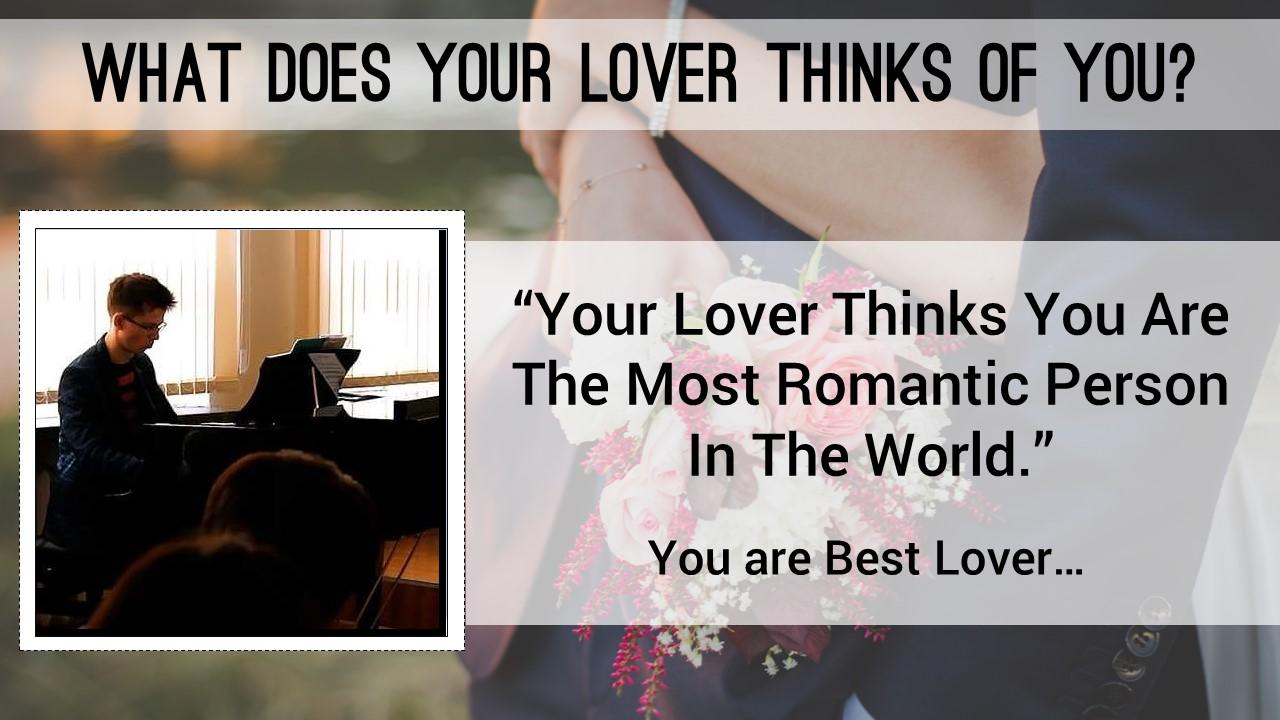 WHAT DOES YOUR LOVER THINKS OF YOU?
“Your Lover Thinks You Are
The Most Romantic Person
In The World.”
You are Best Lover...